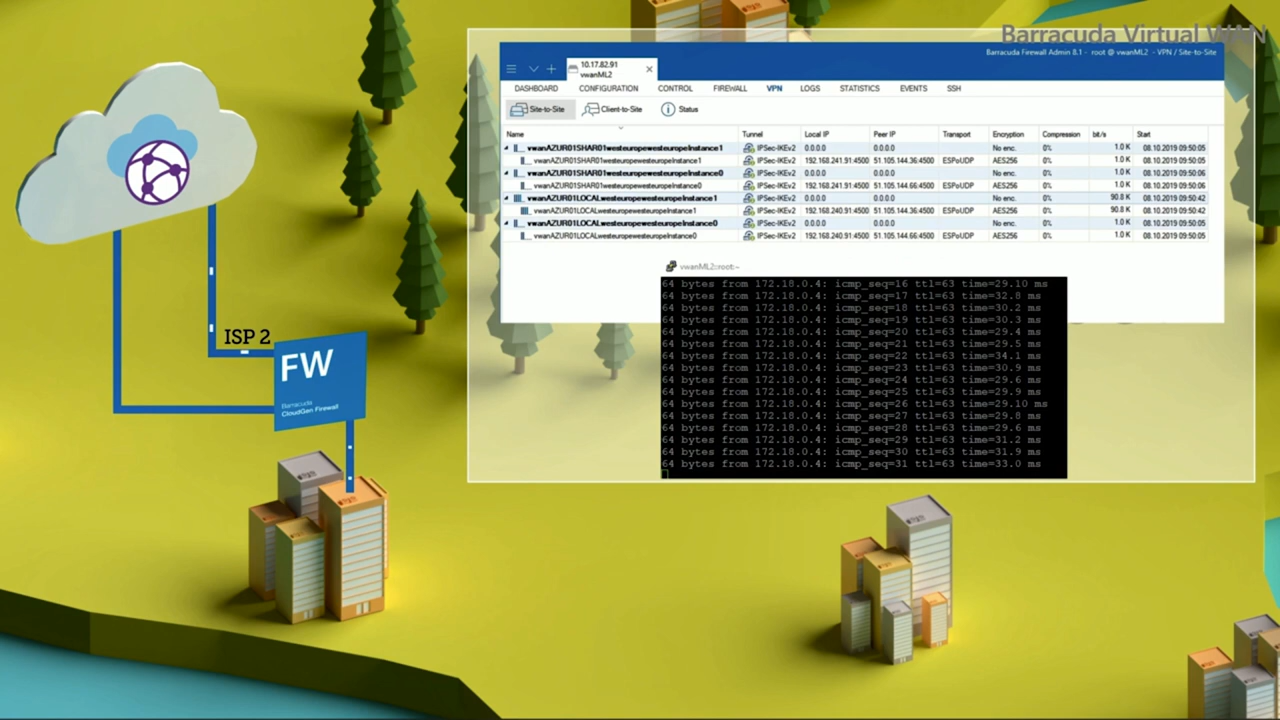 Barracuda Virtual WAN
Barracuda Firewall Admin 8.1 - root @ vwanML2 - VPN / Site-to-Site
10.17.82.91
vwanML2
DASHBOARD CONFIGURATION CONTROL FIREWALL VPN LOGS STATISTICS EVENTS SSH
Site-to-Site Client-to-Site Status
Name Tunnel Local IP Peer IP Transport Encryption Compression bit/s Start
vwanAZUR01SHAR01westeuropewesteuropeInstance1 IPSec-IKEv2 0.0.0.0 0.0.0.0 No enc. 0% 1.0 K 08.10.2019 09:50:05
vwanAZUR01SHAR01westeuropewesteuropeInstance1 IPSec-IKEv2 192.168.241.91:4500 51.105.144.36:4500 ESPoUDP AES256 0% 1.0 K 08.10.2019 09:50:05
vwanAZUR01SHAR01westeuropewesteuropeInstance0 IPSec-IKEv2 0.0.0.0 0.0.0.0 No enc. 0% 1.0 K 08.10.2019 09:50:06
vwanAZUR01SHAR01westeuropewesteuropeInstance0 IPSec-IKEv2 192.168.241.91:4500 51.105.144.66:4500 ESPoUDP AES256 0% 1.0 K 08.10.2019 09:50:06
vwanAZUR01LOCALwesteuropewesteuropeInstance1 IPSec-IKEv2 0.0.0.0 0.0.0.0 No enc. 0% 90.8 K 08.10.2019 09:50:42
vwanAZUR01LOCALwesteuropewesteuropeInstance1 IPSec-IKEv2 192.168.240.91:4500 51.105.144.36:4500 ESPoUDP AES256 0% 90.8 K 08.10.2019 09:50:42
vwanAZUR01LOCALwesteuropewesteuropeInstance0 IPSec-IKEv2 0.0.0.0 0.0.0.0 No enc. 0% 1.0 K 08.10.2019 09:50:05
vwanAZUR01LOCALwesteuropewesteuropeInstance0 IPSec-IKEv2 192.168.240.91:4500 51.105.144.66:4500 ESPoUDP AES256 0% 1.0 K 08.10.2019 09:50:05
vwanML2:root:~
64 bytes from 172.18.0.4: icmp_seq=16 ttl=63 time=29.10 ms
64 bytes from 172.18.0.4: icmp_seq=17 ttl=63 time=32.8 ms
64 bytes from 172.18.0.4: icmp_seq=18 ttl=63 time=30.2 ms
64 bytes from 172.18.0.4: icmp_seq=19 ttl=63 time=30.3 ms
64 bytes from 172.18.0.4: icmp_seq=20 ttl=63 time=29.4 ms
64 bytes from 172.18.0.4: icmp_seq=21 ttl=63 time=29.5 ms
64 bytes from 172.18.0.4: icmp_seq=22 ttl=63 time=34.1 ms
64 bytes from 172.18.0.4: icmp_seq=23 ttl=63 time=30.9 ms
64 bytes from 172.18.0.4: icmp_seq=24 ttl=63 time=29.6 ms
64 bytes from 172.18.0.4: icmp_seq=25 ttl=63 time=29.9 ms
64 bytes from 172.18.0.4: icmp_seq=26 ttl=63 time=29.10 ms
64 bytes from 172.18.0.4: icmp_seq=27 ttl=63 time=29.8 ms
64 bytes from 172.18.0.4: icmp_seq=28 ttl=63 time=29.6 ms
64 bytes from 172.18.0.4: icmp_seq=29 ttl=63 time=31.2 ms
64 bytes from 172.18.0.4: icmp_seq=30 ttl=63 time=31.9 ms
64 bytes from 172.18.0.4: icmp_seq=31 ttl=63 time=33.0 ms
ISP 2
FW
Barracuda
CloudGen Firewall